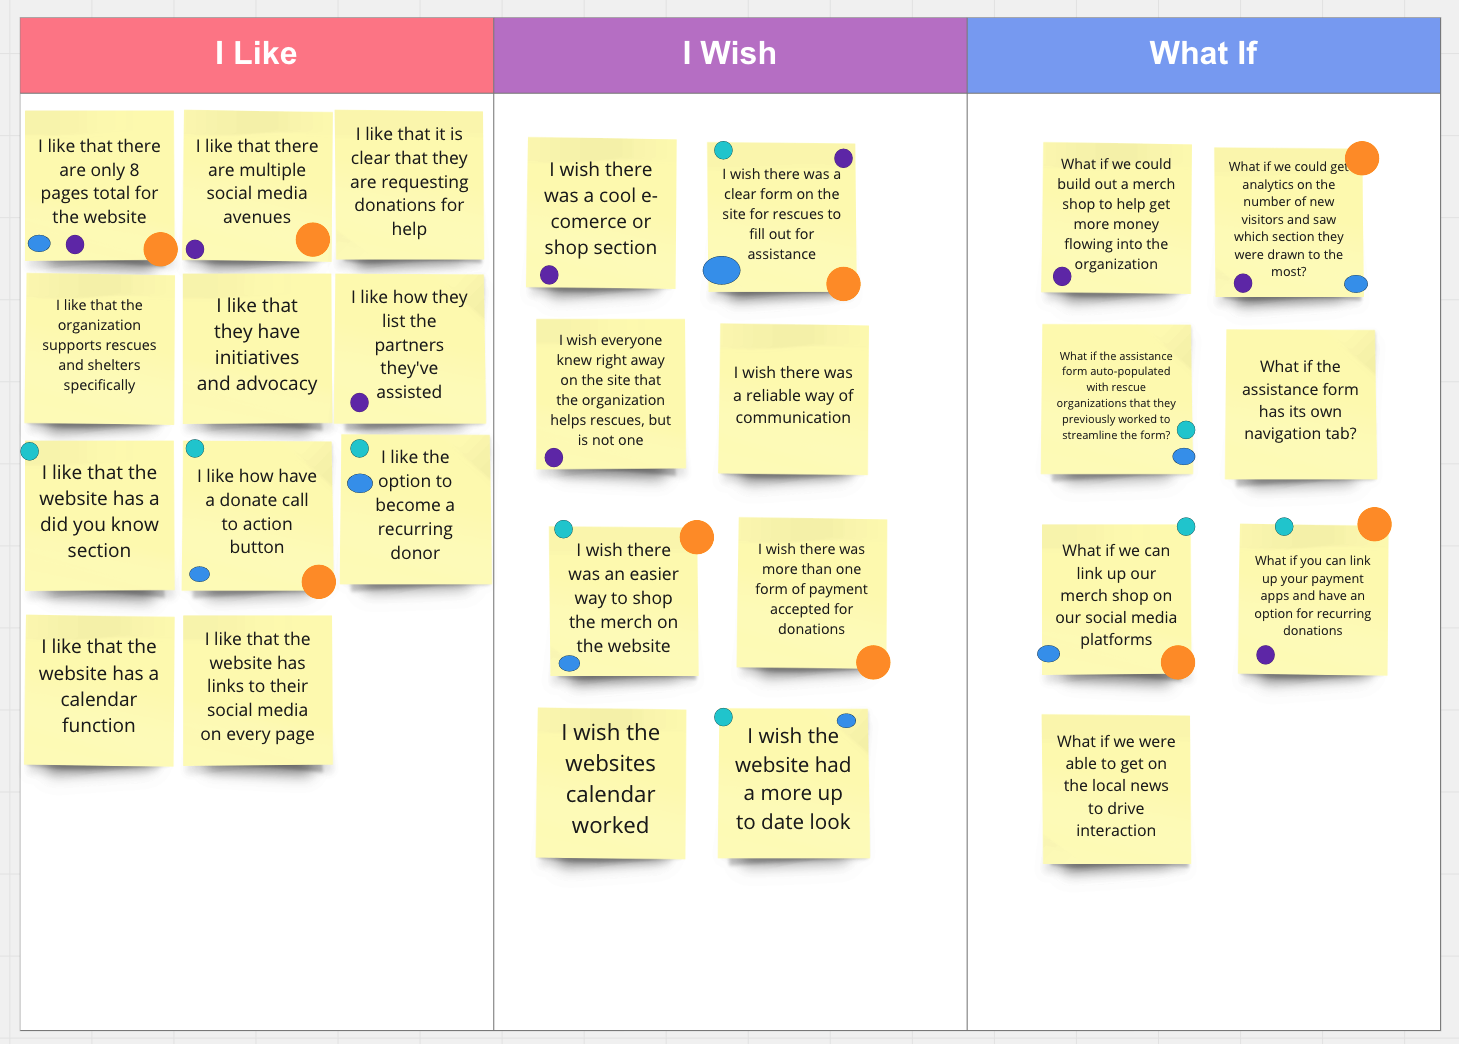 I Like
I Wish
What If
I like that there
are only 8
pages total for
the website
I like that there
are multiple
social media
avenues
I like that it is
clear that they
are requesting
donations for
help
I like that the
organization
supports rescues
and shelters
specifically
I like that
they have
initiatives
and advocacy
I like how they
list the
partners
they've
assisted
I like that the
website has a
did you know
section
I like how have
a donate call
to action
button
I like the
option to
become a
recurring
donor
I like that the
website has a
calendar
function
I like that the
website has
links to their
social media
on every page
I wish there
was a cool e-
comerce or
shop section
I wish there was a
clear form on the
site for rescues to
fill out for
assistance
I wish everyone
knew right away
on the site that
the organization
helps rescues, but
is not one
I wish there was
a reliable way of
communication
I wish there
was an easier
way to shop
the merch on
the website
I wish there was
more than one
form of payment
accepted for
donations
I wish the
websites
calendar
worked
I wish the
website had
a more up
to date look
What if we could
build out a merch
shop to help get
more money
flowing into the
organization
What if we could get
analytics on the
number of new
visitors and saw
which section they
were drawn to the
most?
What if the assistance
form auto-populated
with rescue
organizations that they
previously worked to
streamline the form?
What if the
assistance form
has its own
navigation tab?
What if we can
link up our
merch shop on
our social media
platforms
What if you can link
up your payment
apps and have an
option for recurring
donations
What if we were
able to get on
the local news
to drive
interaction